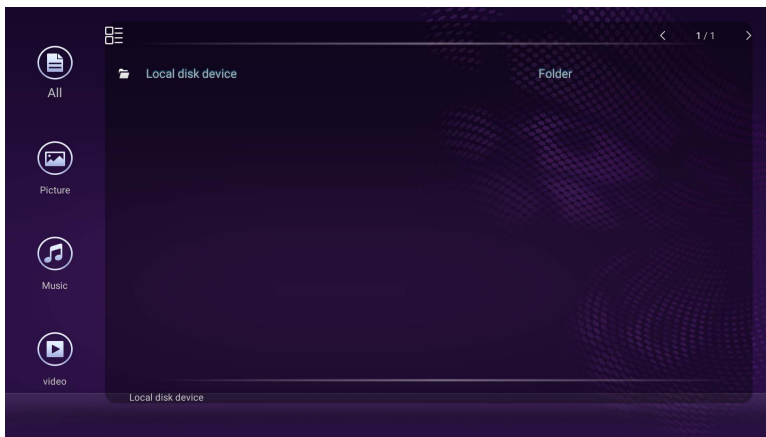 1 / 1
All
Local disk device Folder
Picture
Music
video
Local disk device